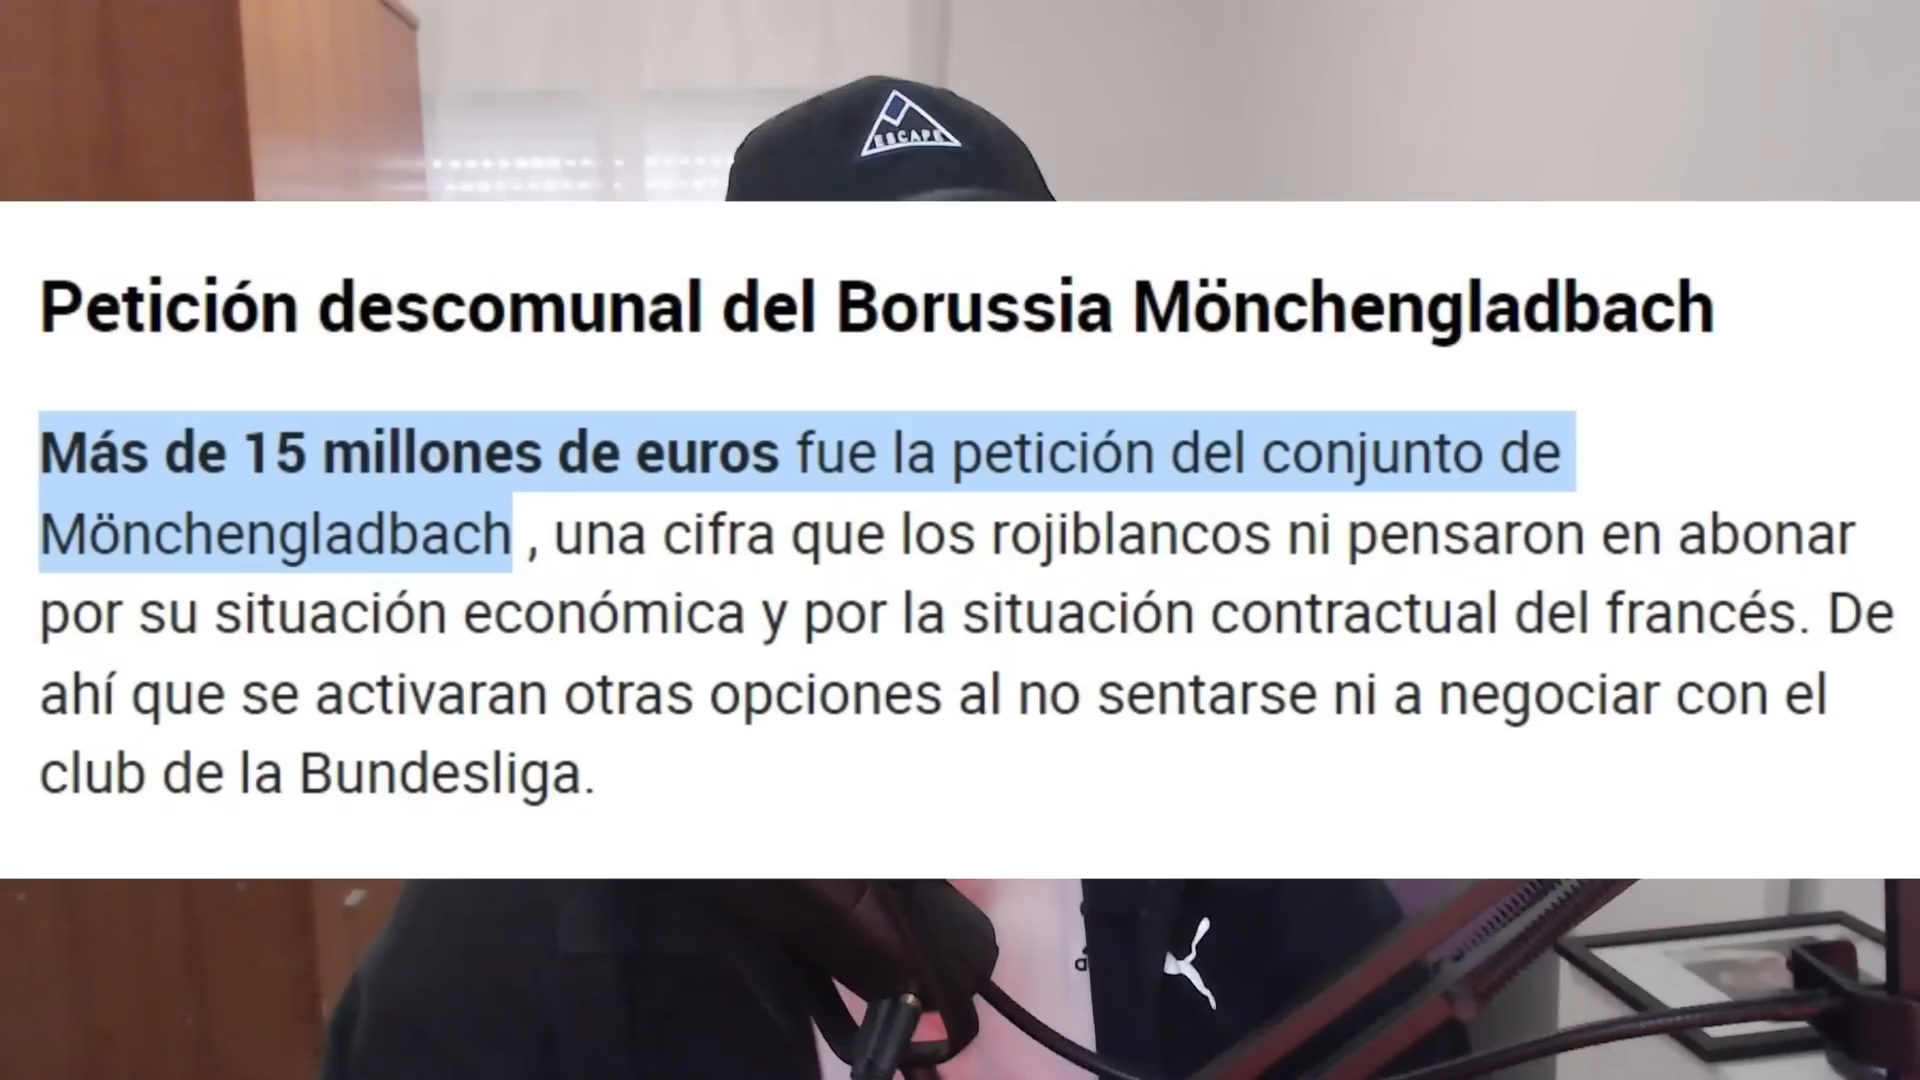 ESCAPE
Petición descomunal del Borussia Mönchengladbach
Más de 15 millones de euros fue la petición del conjunto de
Mönchengladbach , una cifra que los rojiblancos ni pensaron en abonar
por su situación económica y por la situación contractual del francés. De
ahí que se activaran otras opciones al no sentarse ni a negociar con el
club de la Bundesliga.